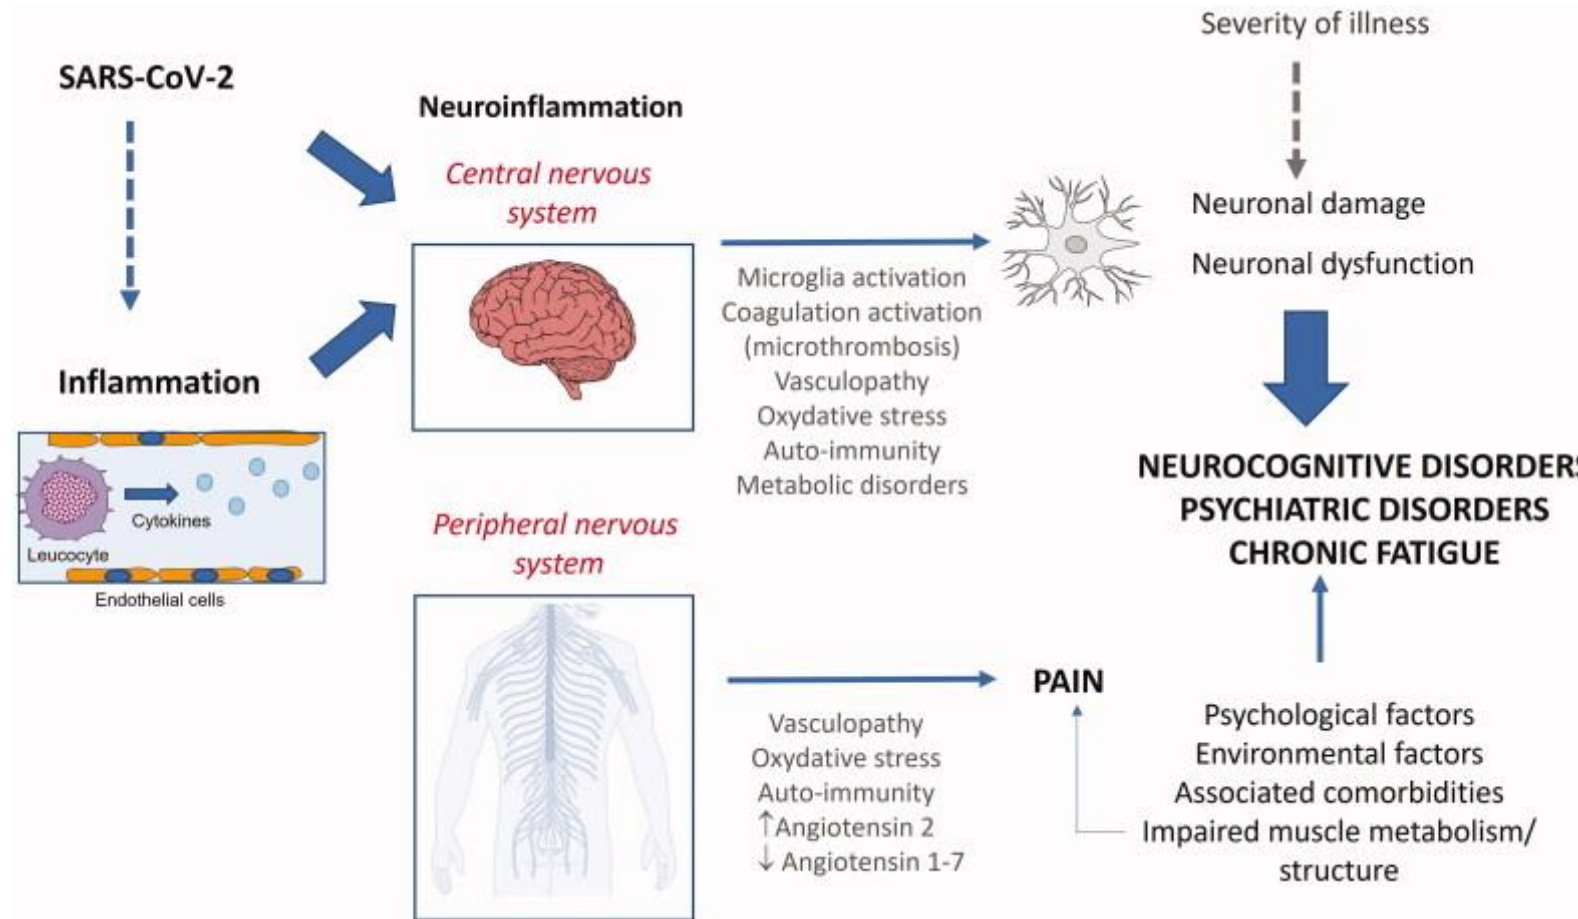 Severity of illness
SARS-CoV-2
Neuroinflammation
Central nervous
system
Neuronal damage
Neuronal dysfunction
Microglia activation
Coagulation activation
(microthrombosis)
Vasculopathy
Oxydative stress
Auto-immunity
Metabolic disorders
Inflammation
Cytokines
Leucocyte
Endothelial cells
NEUROCOGNITIVE DISORDERS
PSYCHIATRIC DISORDERS
CHRONIC FATIGUE
Peripheral nervous
system
PAIN
Vasculopathy
Oxydative stress
Auto-immunity
↑Angiotensin 2
↓ Angiotensin 1-7
Psychological factors
Environmental factors
Associated comorbidities
Impaired muscle metabolism/
structure